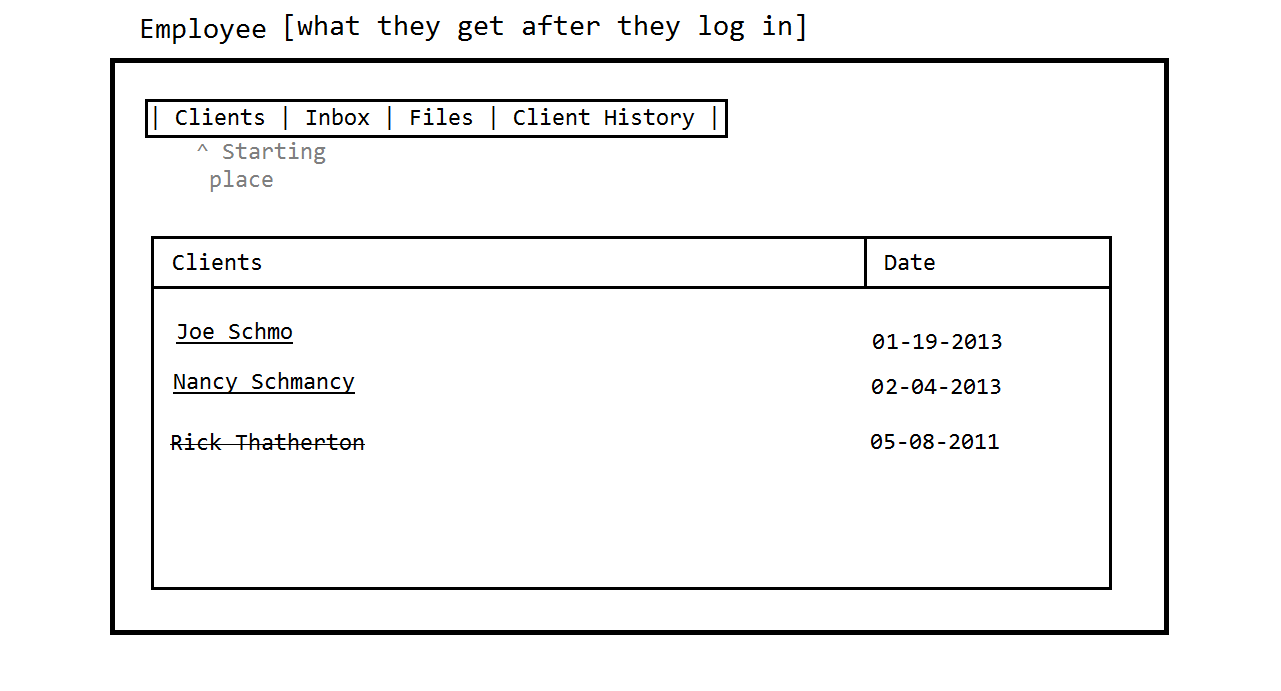 Employee [what they get after they log in]
| Clients | Inbox | Files | Client History |
^ Starting
place
Clients Date
Joe Schmo 01-19-2013
Nancy Schmancy 02-04-2013
Rick Thatherton 05-08-2011